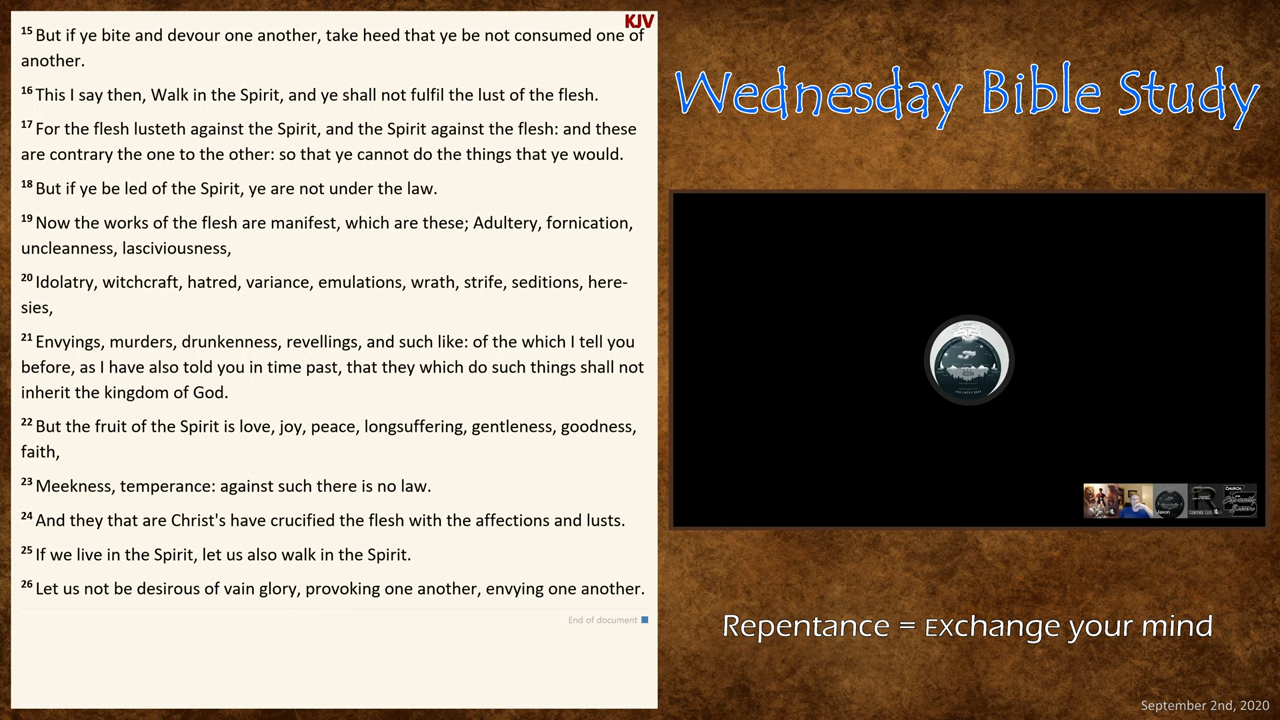 KJV
15 But if ye bite and devour one another, take heed that ye be not consumed one of
another.
16 This I say then, Walk in the Spirit, and ye shall not fulfil the lust of the flesh.
17 For the flesh lusteth against the Spirit, and the Spirit against the flesh: and these
are contrary the one to the other: so that ye cannot do the things that ye would.
18 But if ye be led of the Spirit, ye are not under the law.
19 Now the works of the flesh are manifest, which are these; Adultery, fornication,
uncleanness, lasciviousness,
20 Idolatry, witchcraft, hatred, variance, emulations, wrath, strife, seditions, here-
sies,
21 Envyings, murders, drunkenness, revellings, and such like: of the which I tell you
before, as I have also told you in time past, that they which do such things shall not
inherit the kingdom of God.
22 But the fruit of the Spirit is love, joy, peace, longsuffering, gentleness, goodness,
faith,
23 Meekness, temperance: against such there is no law.
24 And they that are Christ's have crucified the flesh with the affections and lusts.
25 If we live in the Spirit, let us also walk in the Spirit.
26 Let us not be desirous of vain glory, provoking one another, envying one another.
End of document
Wednesday Bible Study
Jason
CHURCH
Repentance = EXchange your mind
September 2nd, 2020